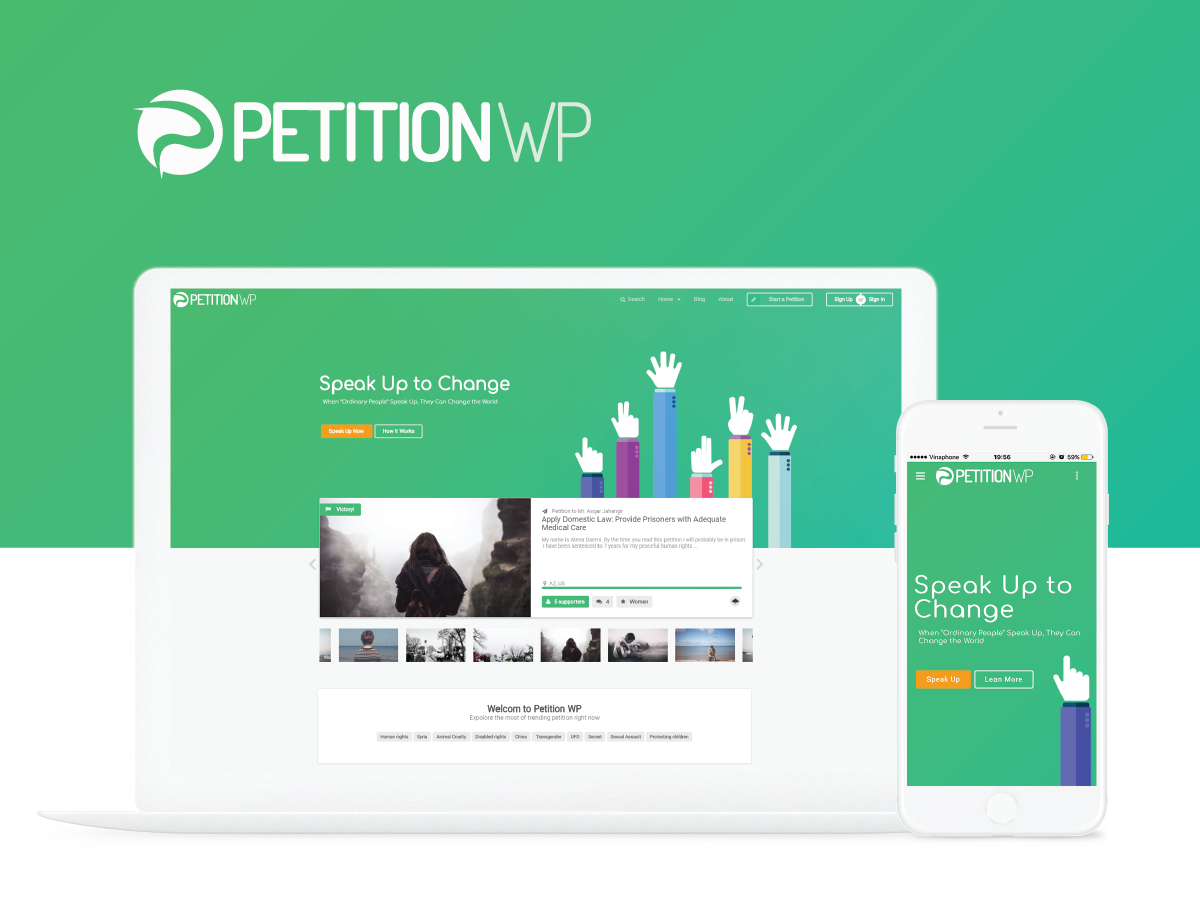 PETITION WP
PETITION WP
Search Home Blog About Start a Petition Sign Up or Sign In
Speak Up to Change
When "Ordinary People" Speak Up, They Can Change the World
Speak Up Now How It Works
Victory!
Petition to Mr. Asqar Jahangir
Apply Domestic Law: Provide Prisoners with Adequate
Medical Care
My name is Atena Daemi. By the time you read this petition I will probably be in prison.
I have been sentenced to 7 years for my peaceful human rights ...
AZ, US
5 supporters 4 Women
Welcom to Petition WP
Expolore the most of trending petition right now
Human rights Syria Animal Cruelty Disabled rights China Transgender UFO Secret Sexual Assault Protecting children
Vinaphone 19:56 59%
PETITION WP
Speak Up to
Change
When "Ordinary People" Speak Up, They Can
Change the World
Speak Up Lean More